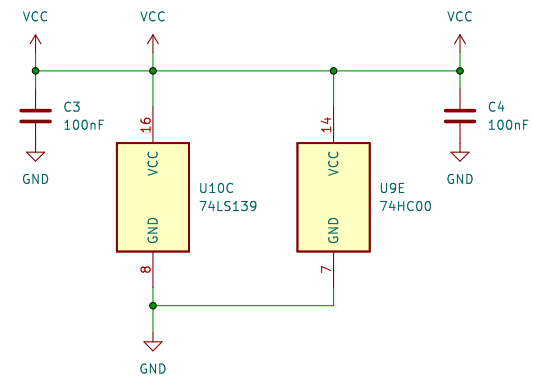 VCC
VCC
VCC
C3
100nF
C4
100nF
16
14
GND
GND
VCC
VCC
U10C
74LS139
U9E
74HC00
GND
GND
8
7
GND